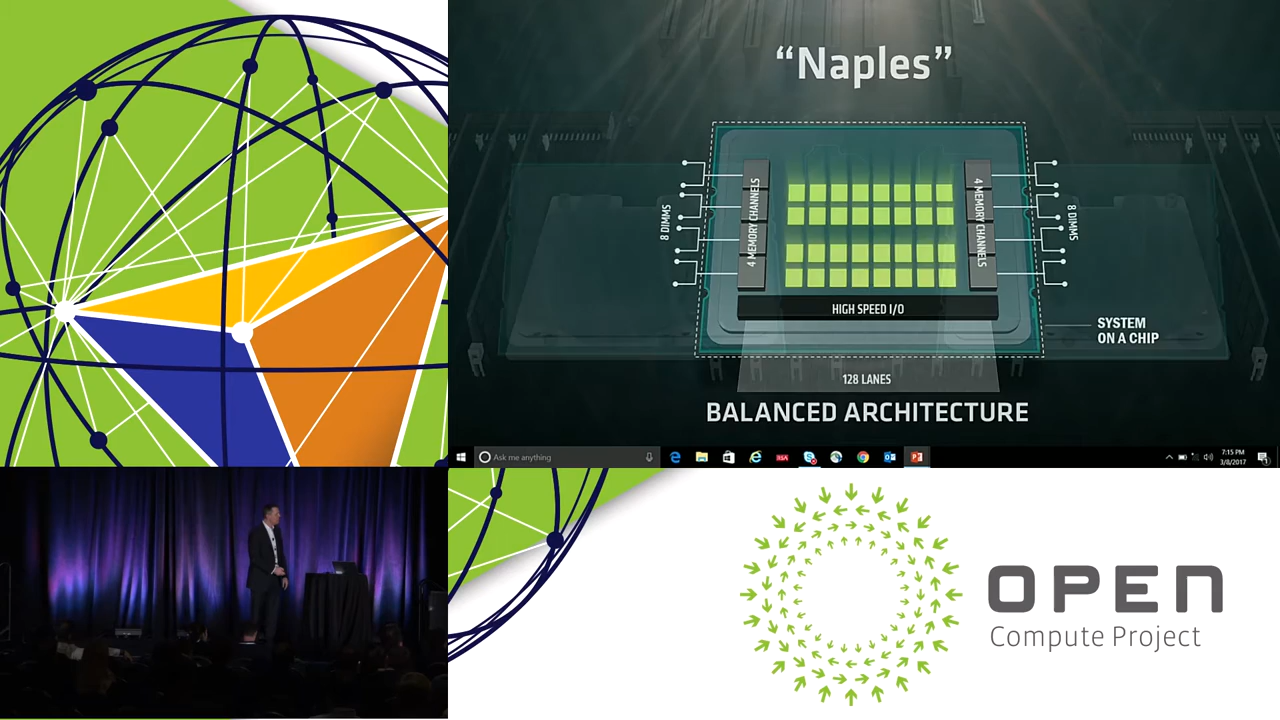 “Naples”
4 MEMORY CHANNELS
4 MEMORY CHANNELS
8 DIMMS
8 DIMMS
HIGH SPEED I/O
SYSTEM
ON A CHIP
128 LANES
BALANCED ARCHITECTURE
Ask me anything
RSA
7:15 PM
3/8/2017
OPEN
Compute Project